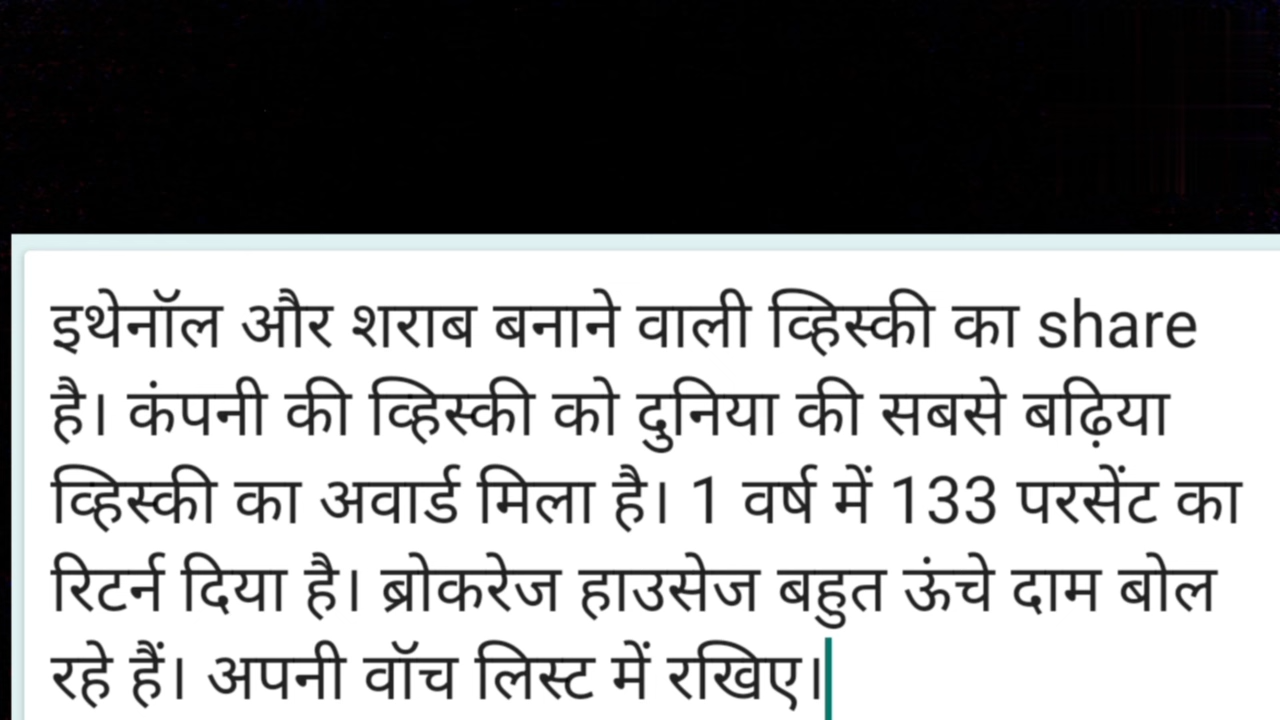 इथेनॉल और शराब बनाने वाली व्हिस्की का share
है। कंपनी की व्हिस्की को दुनिया की सबसे बढ़िया
व्हिस्की का अवार्ड मिला है। 1 वर्ष में 133 परसेंट का
रिटर्न दिया है। ब्रोकरेज हाउसेज बहुत ऊंचे दाम बोल
रहे हैं। अपनी वॉच लिस्ट में रखिए।